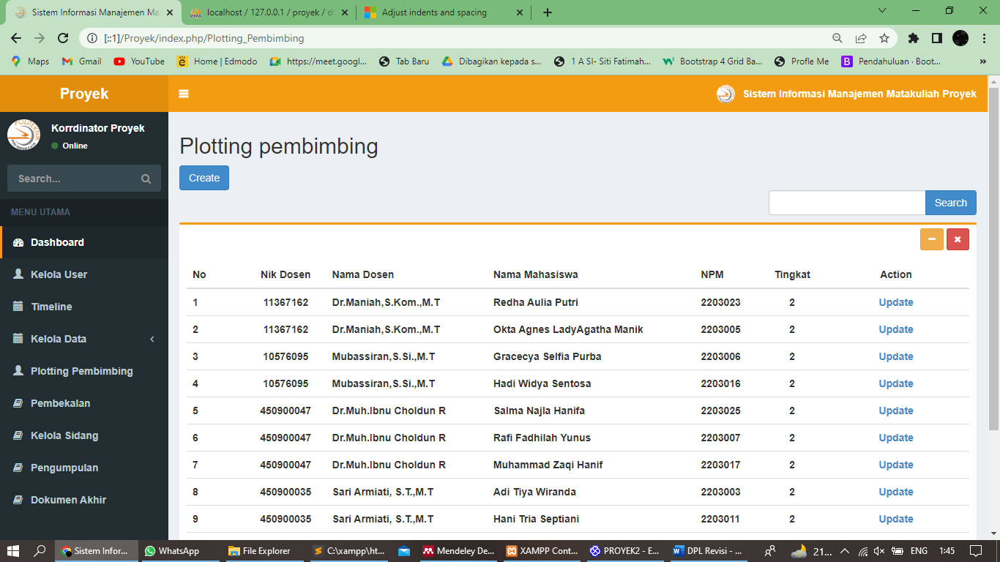 Sistem Informasi Manajemen Ma
localhost / 127.0.0.1 / proyek / do
Adjust indents and spacing
[::1]/Proyek/index.php/Plotting_Pembimbing
Maps Gmail YouTube Home | Edmodo https://meet.googl... Tab Baru Dibagikan kepada s... 1 A SI- Siti Fatimah... Bootstrap 4 Grid Ba... Profle Me Pendahuluan · Boot... »
Proyek
Sistem Informasi Manajemen Matakuliah Proyek
Korrdinator Proyek
Online
Search...
MENU UTAMA
Dashboard
Kelola User
Timeline
Kelola Data
Plotting Pembimbing
Pembekalan
Kelola Sidang
Pengumpulan
Dokumen Akhir
Plotting pembimbing
Create
Search
No Nik Dosen Nama Dosen Nama Mahasiswa NPM Tingkat Action
1 11367162 Dr.Maniah,S.Kom.,M.T Redha Aulia Putri 2203023 2 Update
2 11367162 Dr.Maniah,S.Kom.,M.T Okta Agnes LadyAgatha Manik 2203005 2 Update
3 10576095 Mubassiran,S.Si.,M.T Gracecya Selfia Purba 2203006 2 Update
4 10576095 Mubassiran,S.Si.,M.T Hadi Widya Sentosa 2203016 2 Update
5 450900047 Dr.Muh.Ibnu Choldun R Salma Najla Hanifa 2203025 2 Update
6 450900047 Dr.Muh.Ibnu Choldun R Rafi Fadhilah Yunus 2203007 2 Update
7 450900047 Dr.Muh.Ibnu Choldun R Muhammad Zaqi Hanif 2203017 2 Update
8 450900035 Sari Armiati, S.T.,M.T Adi Tiya Wiranda 2203003 2 Update
9 450900035 Sari Armiati, S.T.,M.T Hani Tria Septiani 2203011 2 Update
Sistem Infor... WhatsApp File Explorer C:\xampp\ht... Mendeley De... XAMPP Cont... PROYEK2 - E... DPL Revisi - ... 21... ENG 1:45